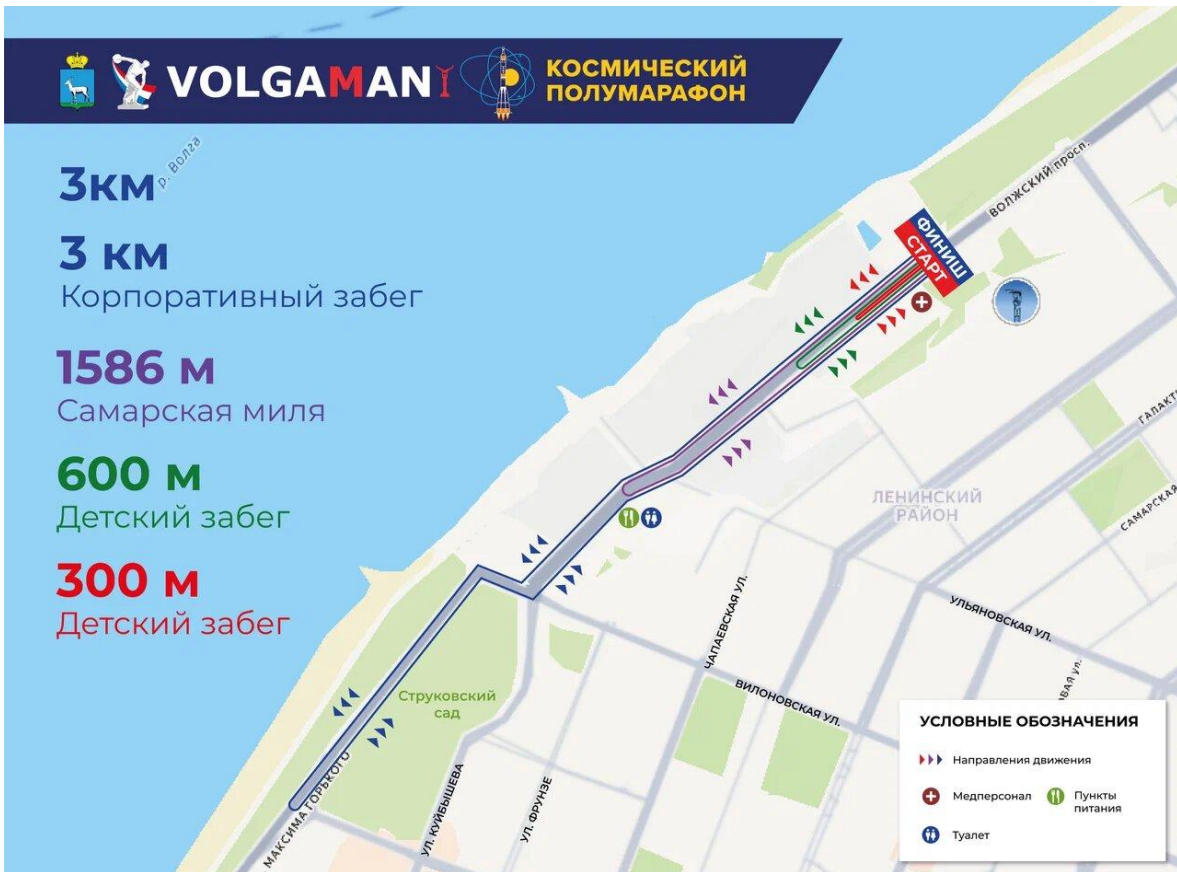 VOLGAMAN
КОСМИЧЕСКИЙ
ПОЛУМАРАФОН
р. Волга
3км
3 км
Корпоративный забег
1586 м
Самарская миля
600 м
Детский забег
300 м
Детский забег
ВОЛЖСКИЙ просп.
ФИНИШ
СТАРТ
ГАЛАКТ
ЛЕНИНСКИЙ
РАЙОН
САМАРСКАЯ
УЛЬЯНОВСКАЯ УЛ.
ЧАПАЕВСКАЯ УЛ.
ВИЛОНОВСКАЯ УЛ.
ВАЯ УЛ.
Струковский
сад
МАКСИМА ГОРЬКОГО
УЛ. КУЙБЫШЕВА
УЛ. ФРУНЗЕ
УСЛОВНЫЕ ОБОЗНАЧЕНИЯ
Направления движения
Медперсонал
Пункты
питания
Туалет